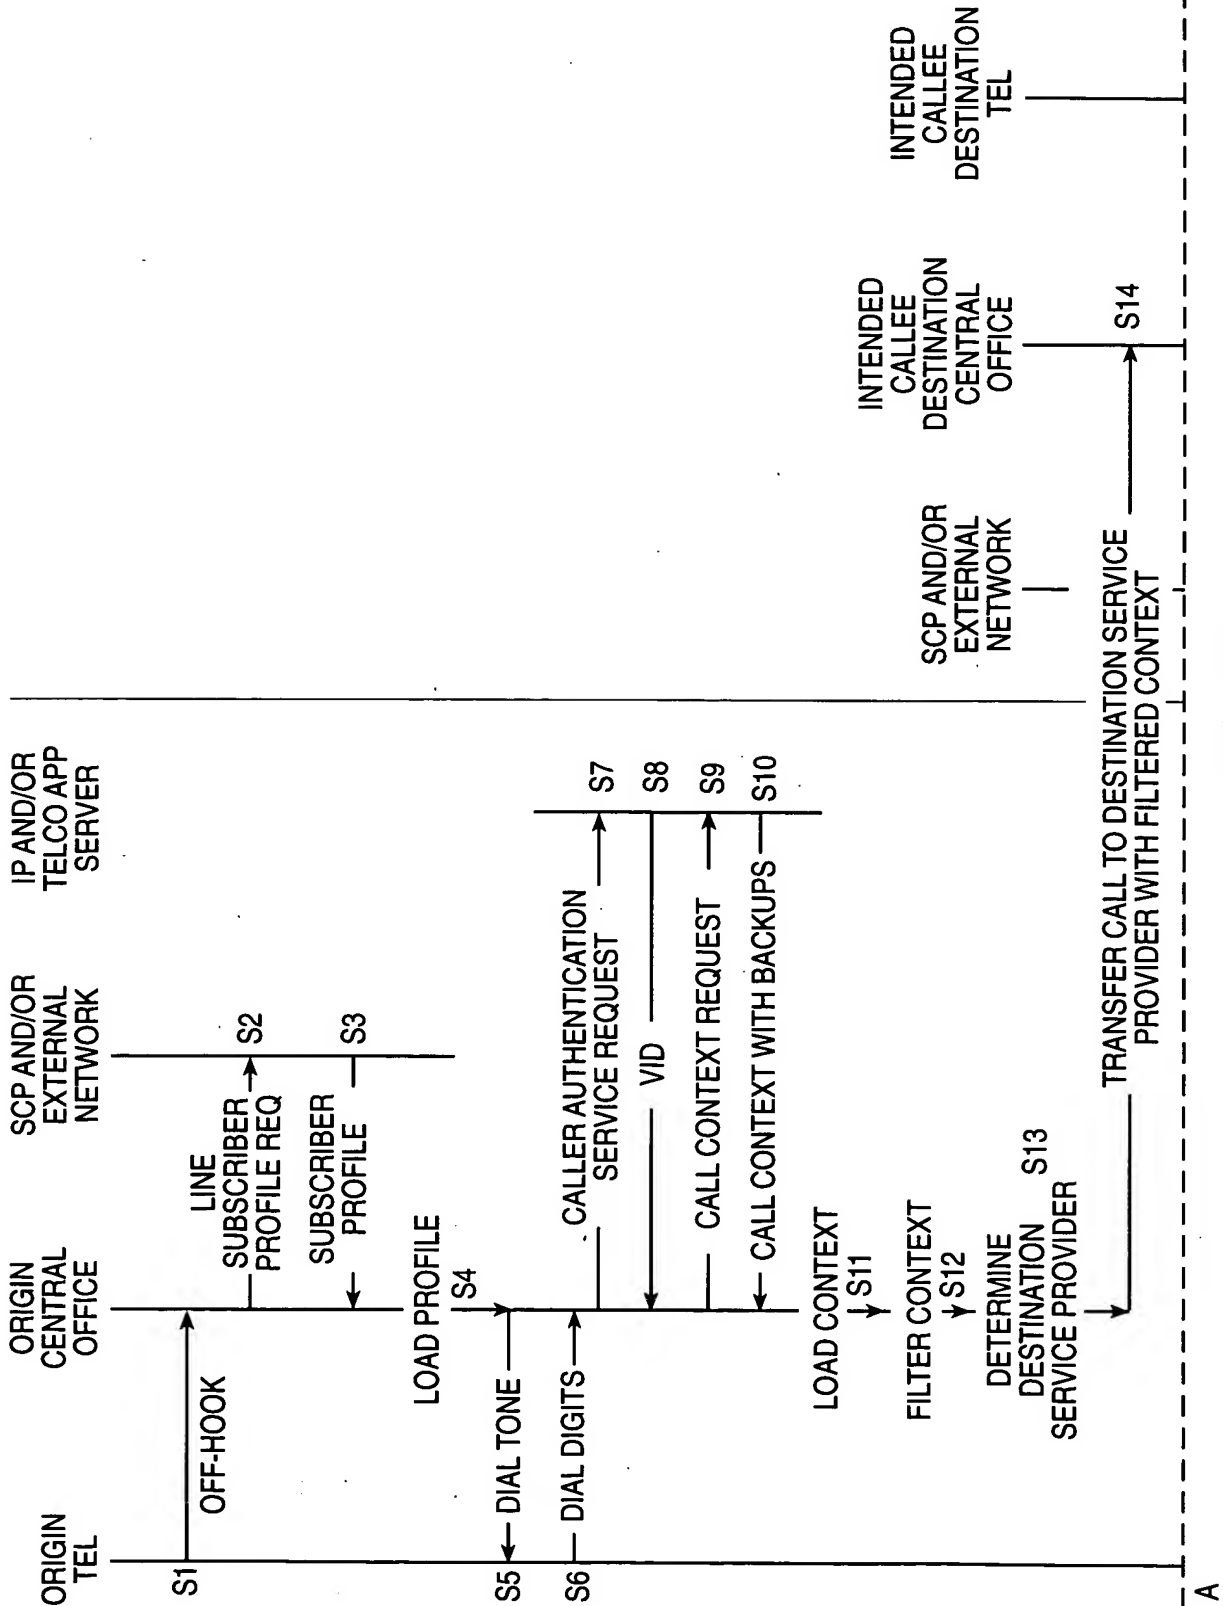 ORIGIN
TEL
ORIGIN
CENTRAL
OFFICE
SCP AND/OR
EXTERNAL
NETWORK
IP AND/OR
TELCO APP
SERVER
SCP AND/OR
EXTERNAL
NETWORK
INTENDED
CALLEE
DESTINATION
CENTRAL
OFFICE
INTENDED
CALLEE
DESTINATION
TEL
S1
OFF-HOOK
LINE
SUBSCRIBER
PROFILE REQ
S2
SUBSCRIBER
PROFILE
S3
LOAD PROFILE
S4
S5
DIAL TONE
S6
DIAL DIGITS
CALLER AUTHENTICATION
SERVICE REQUEST
S7
VID
S8
CALL CONTEXT REQUEST
S9
CALL CONTEXT WITH BACKUPS
S10
LOAD CONTEXT
S11
FILTER CONTEXT
S12
DETERMINE
DESTINATION
SERVICE PROVIDER
S13
TRANSFER CALL TO DESTINATION SERVICE
PROVIDER WITH FILTERED CONTEXT
S14
A